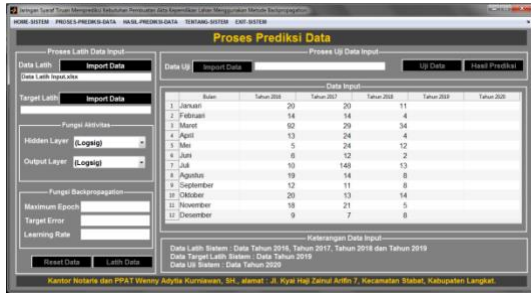 Jaringan Syaraf Tiruan Memprediksi Kebutuhan Pembuatan Akta Kepemilikan Lahan Menggunakan Metode Backpropagation
HOME-SISTEM PROSES-PREDIKSI-DATA HASIL-PREDIKSI-DATA TENTANG-SISTEM EXIT-SISTEM
Proses Prediksi Data
Proses Latih Data Input
Data Latih Import Data
Data Latih Input.xlsx
Target Latih Import Data
Fungsi Aktivitas
Hidden Layer (Logsig)
Output Layer (Logsig)
Fungsi Backpropagation
Maximum Epoch
Target Error
Learning Rate
Reset Data Latih Data
Proses Uji Data Input
Data Uji Import Data Uji Data Hasil Prediksi
Data Input
Bulan Tahun 2016 Tahun 2017 Tahun 2018 Tahun 2019 Tahun 2020
1 Januari 20 20 11
2 Februari 14 14 4
3 Maret 92 29 34
4 April 13 24 2
5 Mei 5 24 12
6 Juni 6 12 2
7 Juli 10 148 13
8 Agustus 19 14 8
9 September 12 11 8
10 Oktober 20 13 14
11 November 18 21 5
12 Desember 9 7 8
Keterangan Data Input
Data Latih Sistem : Data Tahun 2016, Tahun 2017, Tahun 2018 dan Tahun 2019
Data Target Latih Sistem : Data Tahun 2019
Data Uji Sistem : Data Tahun 2020
Kantor Notaris dan PPAT Wenny Adytia Kurniawan, SH., alamat : Jl. Kyai Haji Zainul Arifin 7, Kecamatan Stabat, Kabupaten Langkat.